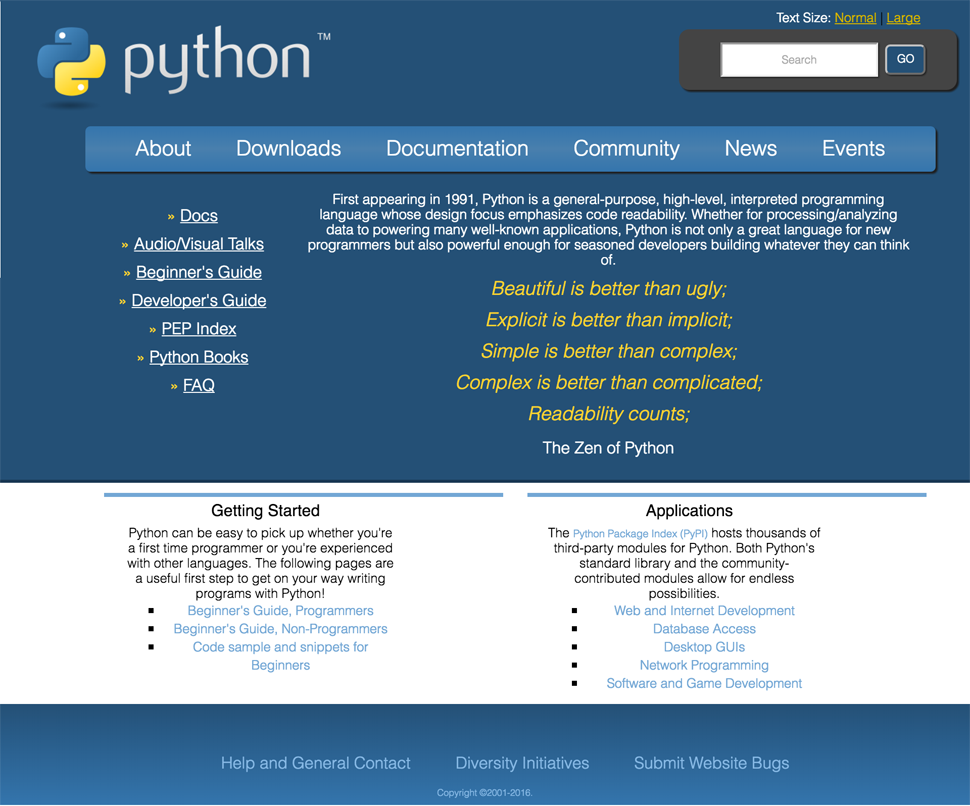 Text Size: Normal | Large
python™
Search
GO
About Downloads Documentation Community News Events
» Docs
» Audio/Visual Talks
» Beginner's Guide
» Developer's Guide
» PEP Index
» Python Books
» FAQ
First appearing in 1991, Python is a general-purpose, high-level, interpreted programming
language whose design focus emphasizes code readability. Whether for processing/analyzing
data to powering many well-known applications, Python is not only a great language for new
programmers but also powerful enough for seasoned developers building whatever they can think
of.
Beautiful is better than ugly;
Explicit is better than implicit;
Simple is better than complex;
Complex is better than complicated;
Readability counts;
The Zen of Python
Getting Started
Python can be easy to pick up whether you're
a first time programmer or you're experienced
with other languages. The following pages are
a useful first step to get on your way writing
programs with Python!
▪ Beginner's Guide, Programmers
▪ Beginner's Guide, Non-Programmers
▪ Code sample and snippets for
Beginners
Applications
The Python Package Index (PyPI) hosts thousands of
third-party modules for Python. Both Python's
standard library and the community-
contributed modules allow for endless
possibilities.
▪ Web and Internet Development
▪ Database Access
▪ Desktop GUIs
▪ Network Programming
▪ Software and Game Development
Help and General Contact Diversity Initiatives Submit Website Bugs
Copyright ©2001-2016.